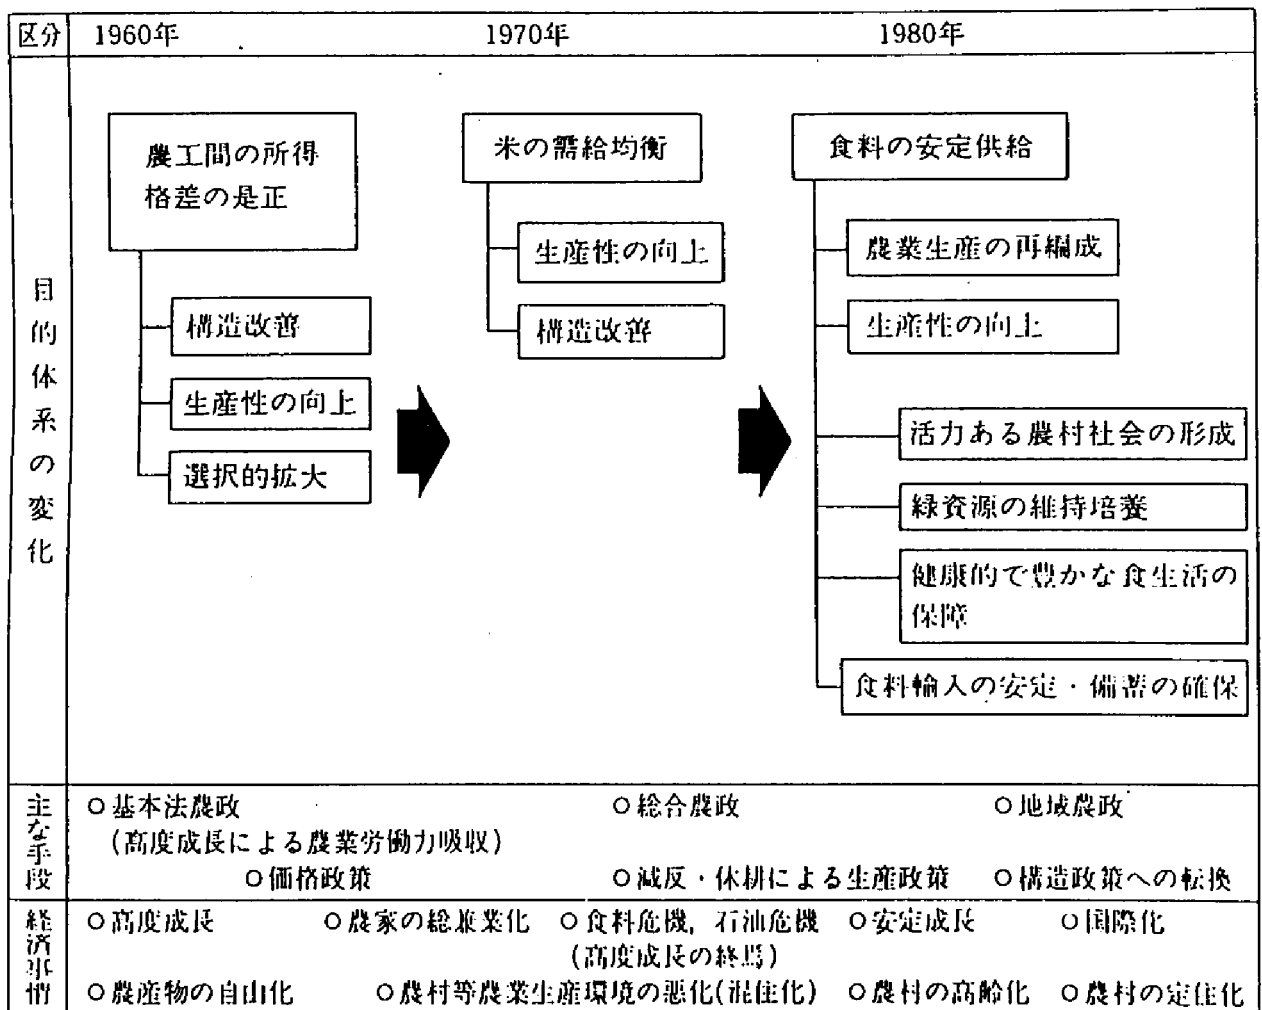 区分
1960年
1970年
1980年
目的体系の変化
農工間の所得
格差の是正
構造改善
生産性の向上
選択的拡大
米の需給均衡
生産性の向上
構造改善
食料の安定供給
農業生産の再編成
生産性の向上
活力ある農村社会の形成
緑資源の維持培養
健康的で豊かな食生活の
保障
食料輸入の安定・備蓄の確保
主な手段
○基本法農政
○総合農政
○地域農政
(高度成長による農業労働力吸収)
○価格政策
○減反・休耕による生産政策
○構造政策への転換
経済事情
○高度成長
○農家の総兼業化
○食料危機,石油危機
○安定成長
○国際化
(高度成長の終焉)
○農産物の自由化
○農村等農業生産環境の悪化(混住化)
○農村の高齢化
○農村の定住化